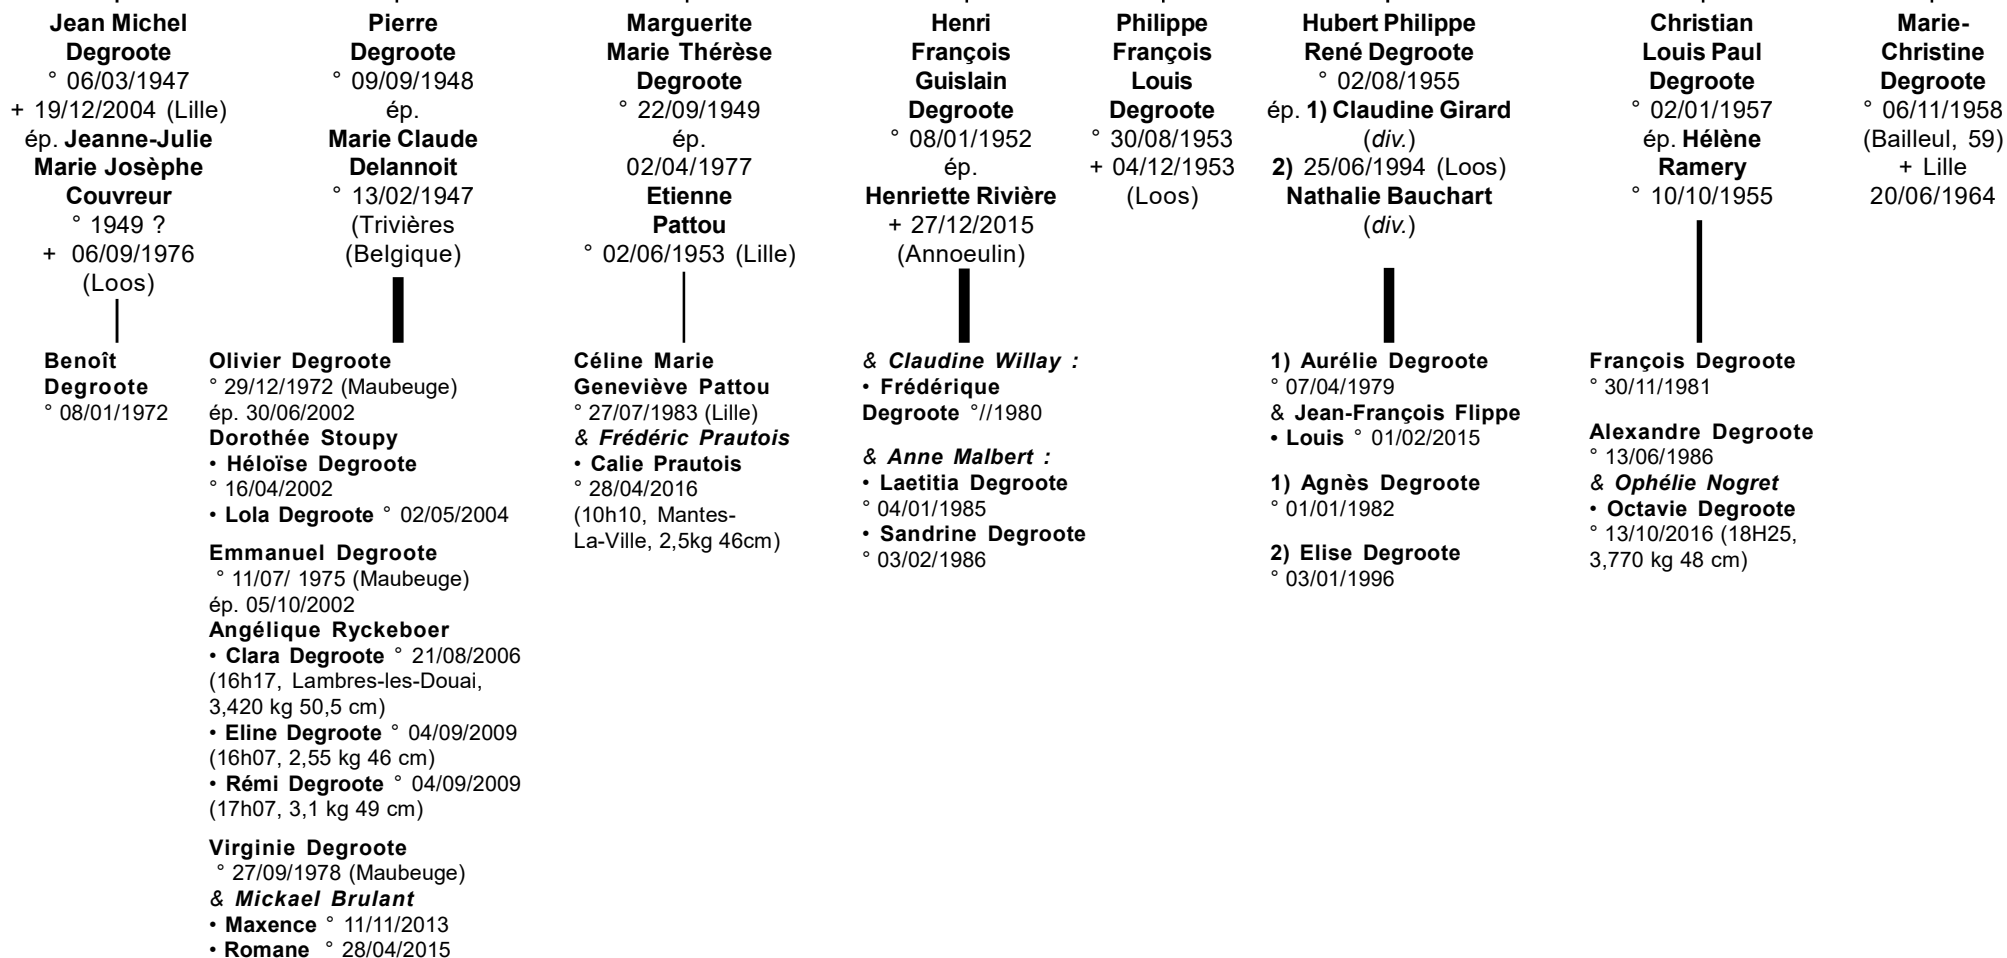 Jean Michel
Degroote
° 06/03/1947
+ 19/12/2004 (Lille)
ép. Jeanne-Julie
Marie Josèphe
Couvreur
° 1949 ?
+ 06/09/1976
(Loos)
Benoît
Degroote
° 08/01/1972
Pierre
Degroote
° 09/09/1948
ép.
Marie Claude
Delannoit
° 13/02/1947
(Trivières
(Belgique)
Olivier Degroote
° 29/12/1972 (Maubeuge)
ép. 30/06/2002
Dorothée Stoupy
• Héloïse Degroote
° 16/04/2002
• Lola Degroote ° 02/05/2004
Emmanuel Degroote
° 11/07/ 1975 (Maubeuge)
ép. 05/10/2002
Angélique Ryckeboer
• Clara Degroote ° 21/08/2006
(16h17, Lambres-les-Douai,
3,420 kg 50,5 cm)
• Eline Degroote ° 04/09/2009
(16h07, 2,55 kg 46 cm)
• Rémi Degroote ° 04/09/2009
(17h07, 3,1 kg 49 cm)
Virginie Degroote
° 27/09/1978 (Maubeuge)
& Mickael Brulant
• Maxence ° 11/11/2013
• Romane ° 28/04/2015
Marguerite
Marie Thérèse
Degroote
° 22/09/1949
ép.
02/04/1977
Etienne
Pattou
° 02/06/1953 (Lille)
Céline Marie
Geneviève Pattou
° 27/07/1983 (Lille)
& Frédéric Prautois
• Calie Prautois
° 28/04/2016
(10h10, Mantes-
La-Ville, 2,5kg 46cm)
Henri
François
Guislain
Degroote
° 08/01/1952
ép.
Henriette Rivière
+ 27/12/2015
(Annoeulin)
& Claudine Willay :
• Frédérique
Degroote °//1980
& Anne Malbert :
• Laetitia Degroote
° 04/01/1985
• Sandrine Degroote
° 03/02/1986
Philippe
François
Louis
Degroote
° 30/08/1953
+ 04/12/1953
(Loos)
Hubert Philippe
René Degroote
° 02/08/1955
ép. 1) Claudine Girard
(div.)
2) 25/06/1994 (Loos)
Nathalie Bauchart
(div.)
1) Aurélie Degroote
° 07/04/1979
& Jean-François Flippe
• Louis ° 01/02/2015
1) Agnès Degroote
° 01/01/1982
2) Elise Degroote
° 03/01/1996
Christian
Louis Paul
Degroote
° 02/01/1957
ép. Hélène
Ramery
° 10/10/1955
François Degroote
° 30/11/1981
Alexandre Degroote
° 13/06/1986
& Ophélie Nogret
• Octavie Degroote
° 13/10/2016 (18H25,
3,770 kg 48 cm)
Marie-
Christine
Degroote
° 06/11/1958
(Bailleul, 59)
+ Lille
20/06/1964